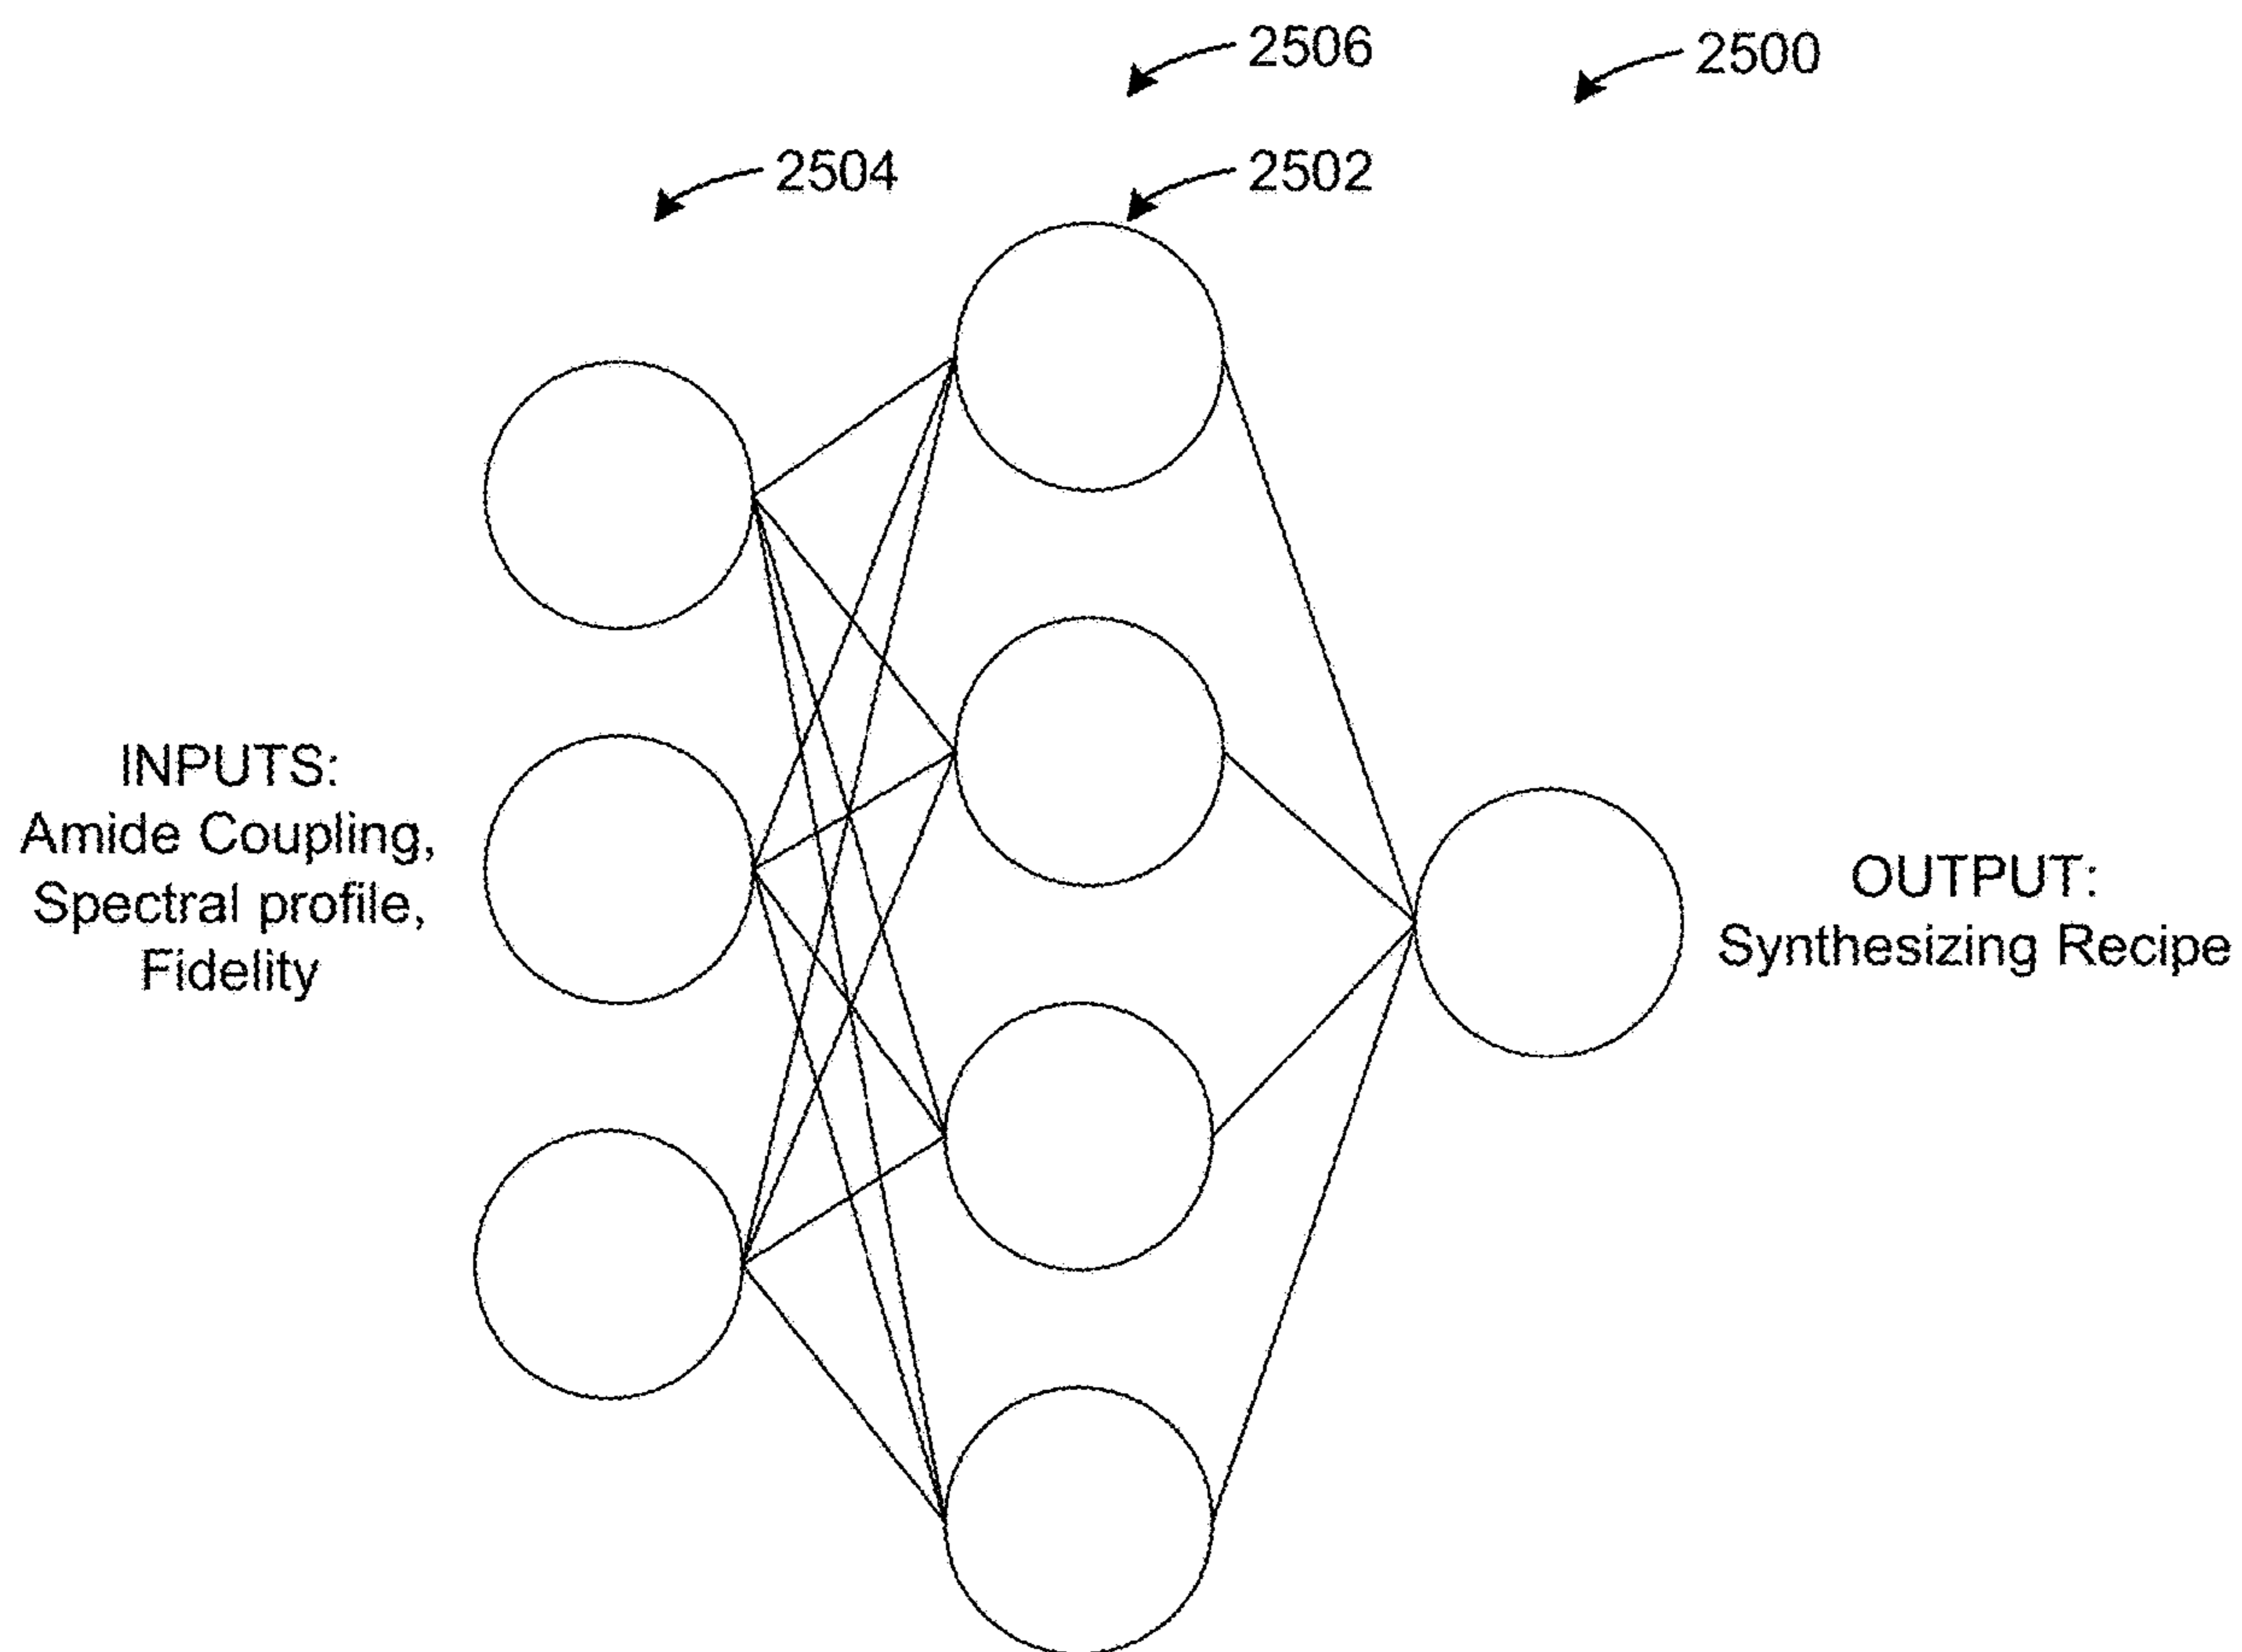 2506
2500
2504
2502
INPUTS:
Amide Coupling,
Spectral profile,
Fidelity
OUTPUT:
Synthesizing Recipe